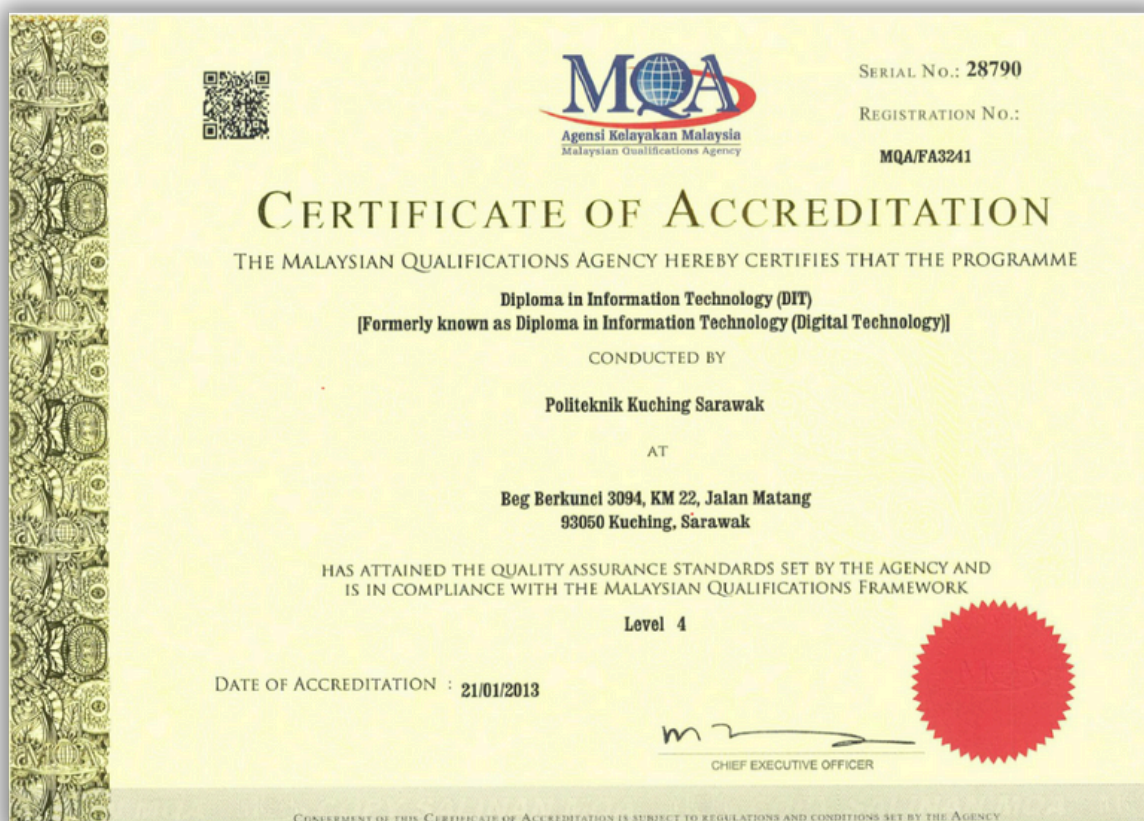 MQA
Agensi Kelayakan Malaysia
Malaysian Qualifications Agency
SERIAL NO.: 28790
REGISTRATION NO.:
MQA/FA3241
CERTIFICATE OF ACCREDITATION
THE MALAYSIAN QUALIFICATIONS AGENCY HEREBY CERTIFIES THAT THE PROGRAMME
Diploma in Information Technology (DIT)
[Formerly known as Diploma in Information Technology (Digital Technology)]
CONDUCTED BY
Politeknik Kuching Sarawak
AT
Beg Berkunci 3094, KM 22, Jalan Matang
93050 Kuching, Sarawak
HAS ATTAINED THE QUALITY ASSURANCE STANDARDS SET BY THE AGENCY AND
IS IN COMPLIANCE WITH THE MALAYSIAN QUALIFICATIONS FRAMEWORK
Level 4
DATE OF ACCREDITATION : 21/01/2013
CHIEF EXECUTIVE OFFICER
CONFERMENT OF THIS CERTIFICATE OF ACCREDITATION IS SUBJECT TO REGULATIONS AND CONDITIONS SET BY THE AGENCY